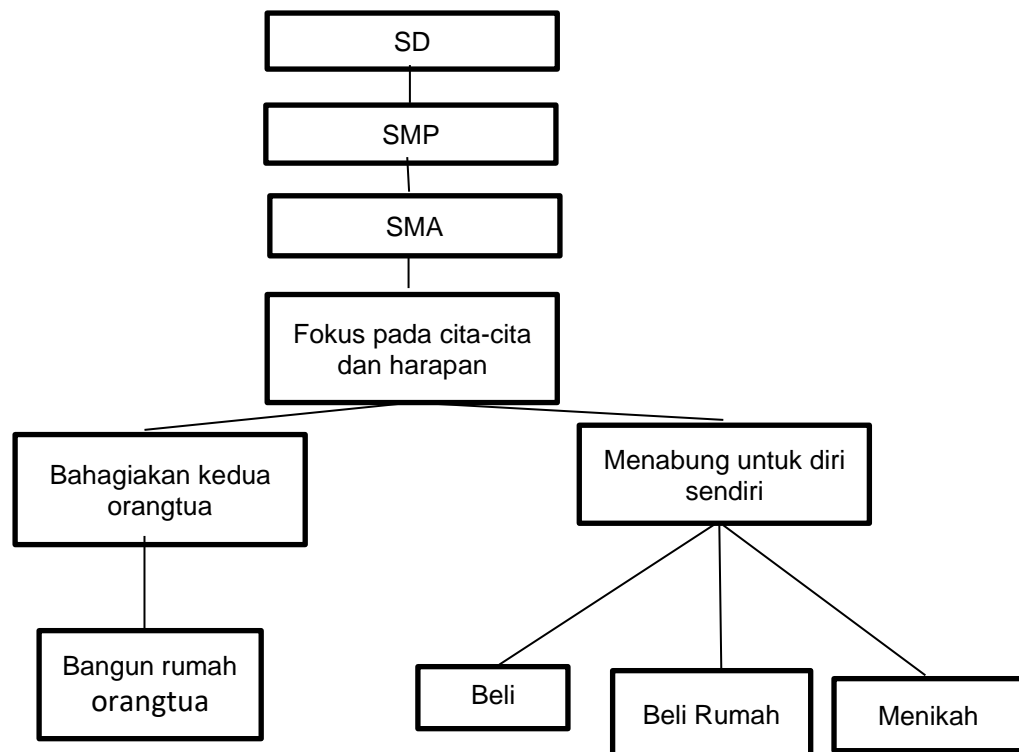 SD
SMP
SMA
Fokus pada cita-cita
dan harapan
Bahagiakan kedua
orangtua
Menabung untuk diri
sendiri
Bangun rumah
orangtua
Beli
Beli Rumah
Menikah